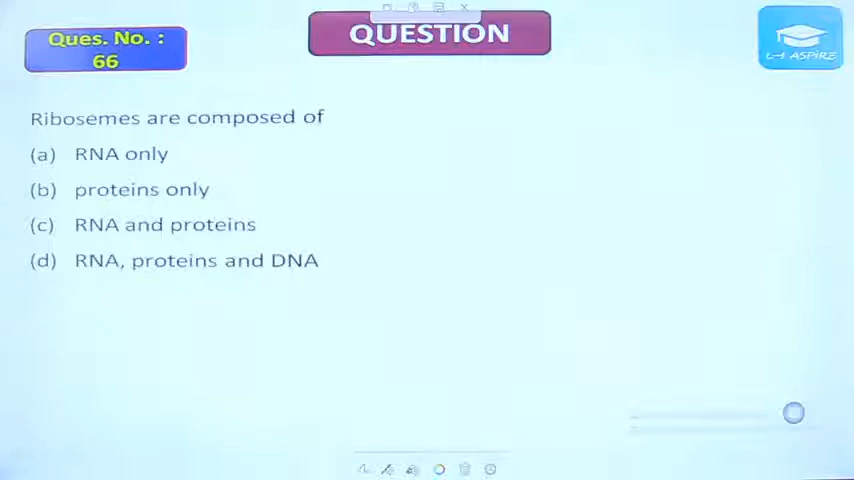 Ques. No. :
66
QUESTION
L-1 ASPIRE
Ribosemes are composed of
(a) RNA only
(b) proteins only
(c) RNA and proteins
(d) RNA, proteins and DNA